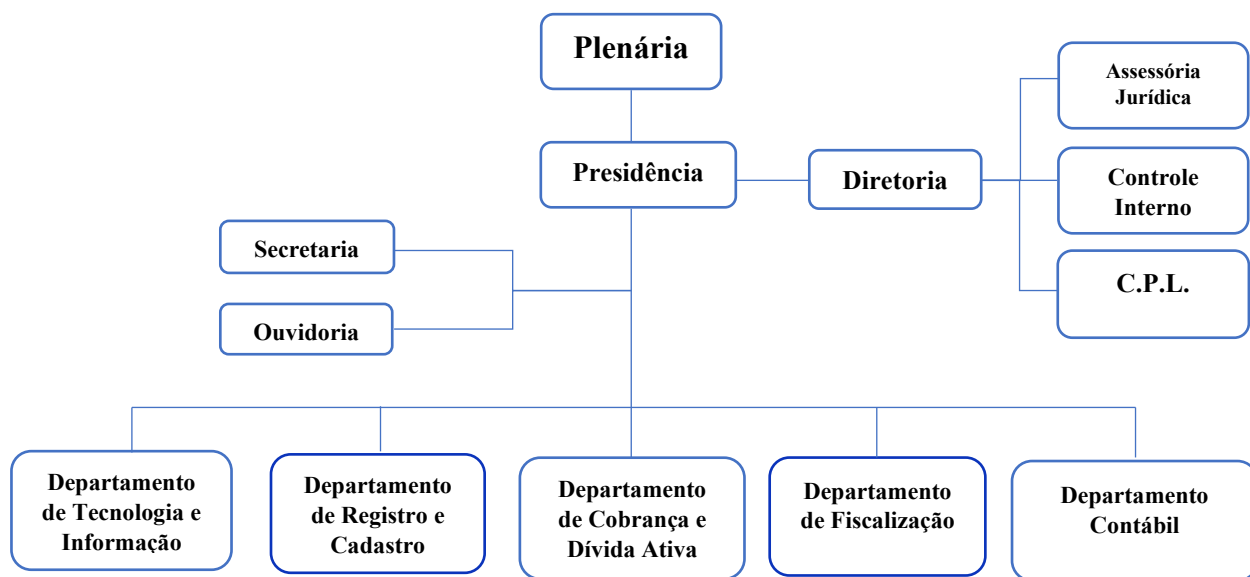 Plenária
Presidência
Diretoria
Assessória
Jurídica
Controle
Interno
C.P.L.
Secretaria
Ouvidoria
Departamento
de Tecnologia e
Informação
Departamento
de Registro e
Cadastro
Departamento
de Cobrança e
Dívida Ativa
Departamento
de Fiscalização
Departamento
Contábil